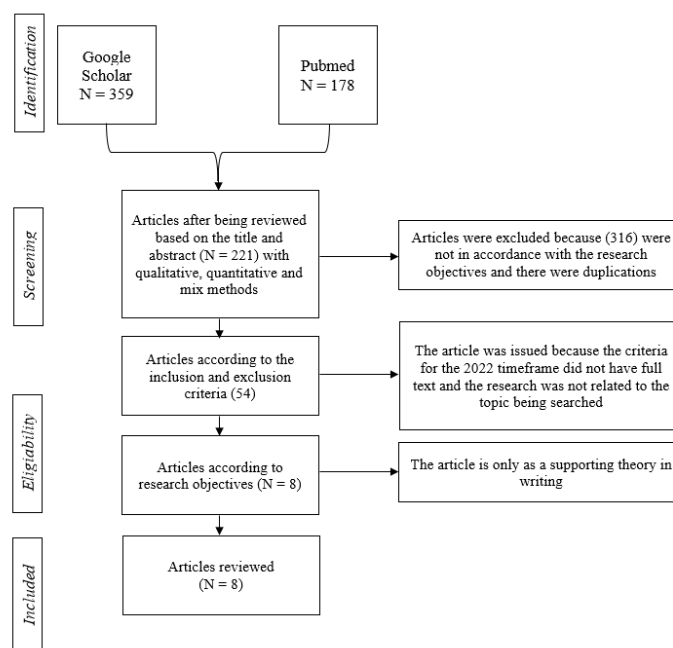 Identification
Google
Scholar
N = 359
Pubmed
N = 178
Screening
Articles after being reviewed
based on the title and
abstract (N = 221) with
qualitative, quantitative and
mix methods
Articles were excluded because (316) were
not in accordance with the research
objectives and there were duplications
Articles according to the
inclusion and exclusion
criteria (54)
The article was issued because the criteria
for the 2022 timeframe did not have full
text and the research was not related to the
topic being searched
Eligiability
Articles according to
research objectives (N = 8)
The article is only as a supporting theory in
writing
Included
Articles reviewed
(N = 8)